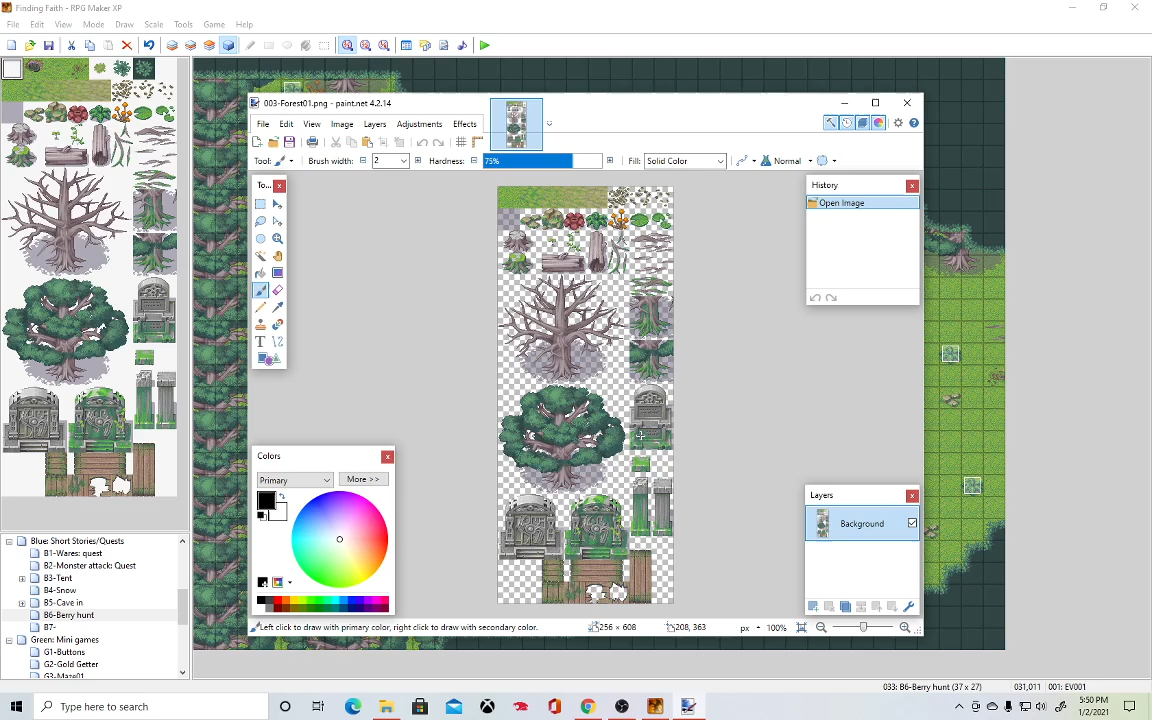 Finding Faith - RPG Maker XP
File Edit View Mode Draw Scale Tools Game Help
003-Forest01.png - paint.net 4.2.14
File Edit View Image Layers Adjustments Effects
Tool: Brush width: 2 Hardness: 75% Fill: Solid Color Normal
To...
History
Open Image
Colors
Primary More >>
Layers
Background
Left click to draw with primary color, right click to draw with secondary color. 256 × 608 208, 363 px 100%
Blue: Short Stories/Quests
B1-Wares: quest
B2-Monster attack: Quest
B3-Tent
B4-Snow
B5-Cave in
B6-Berry hunt
B7-
Green: Mini games
G1-Buttons
G2-Gold Getter
G3-Maze01
033: B6-Berry hunt (37 x 27) 031,011 001: EV001
Type here to search
5:50 PM
1/2/2021